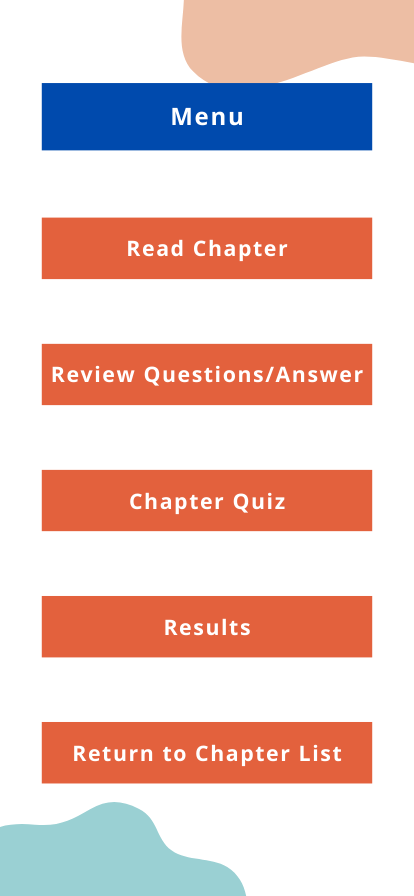 Menu
Read Chapter
Review Questions/Answer
Chapter Quiz
Results
Return to Chapter List